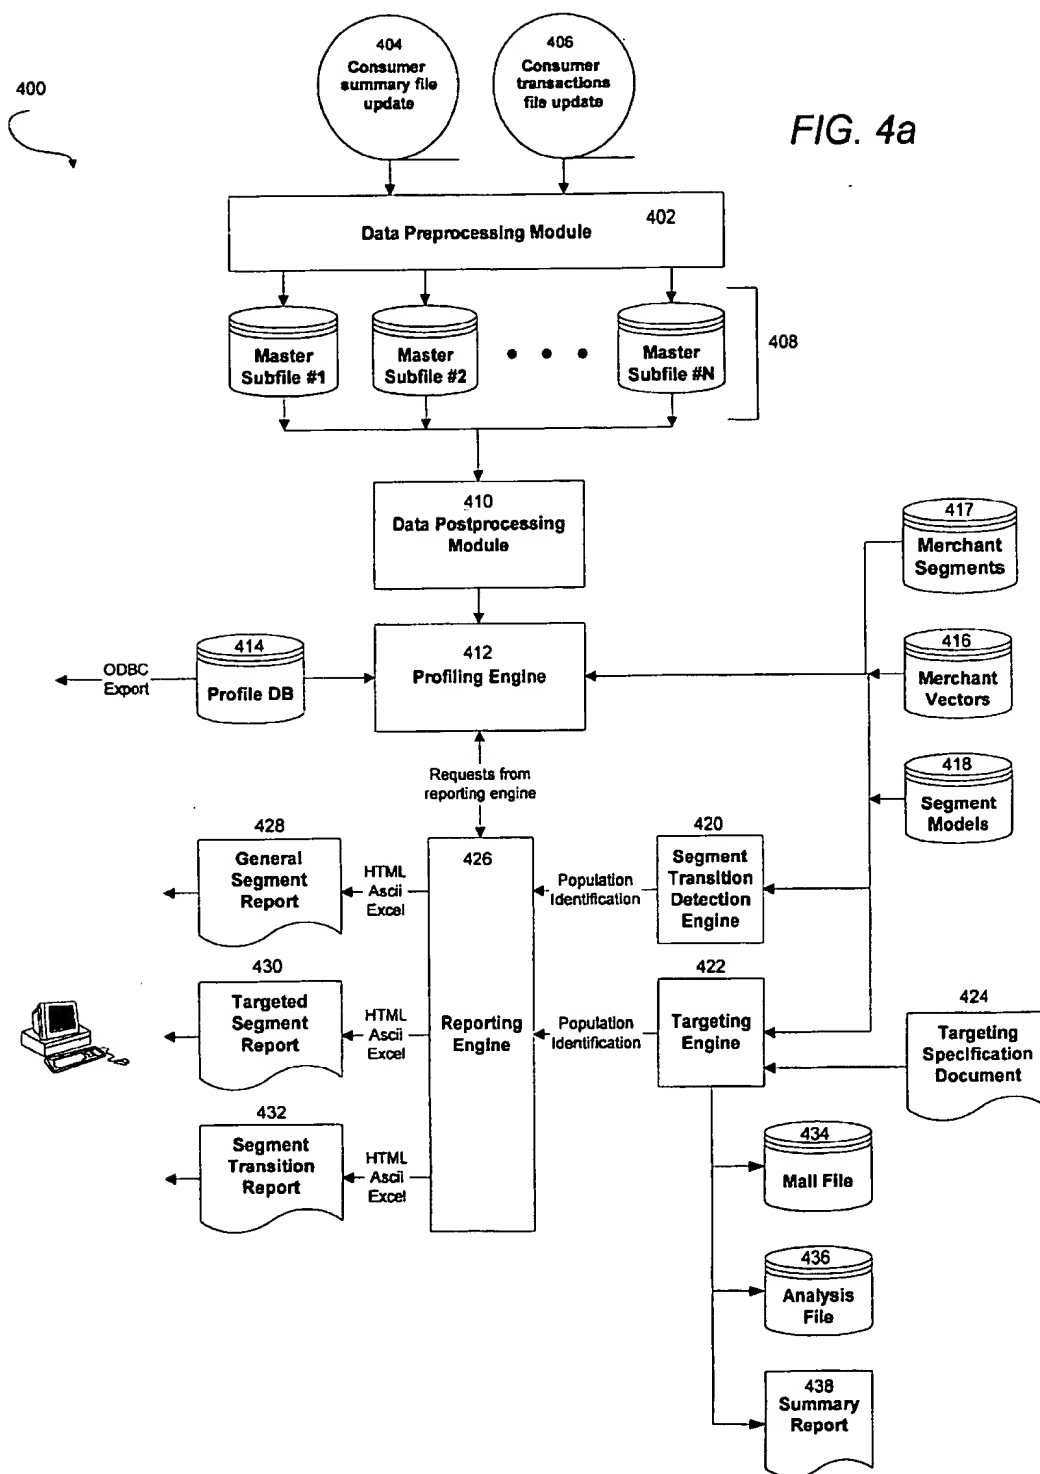 404
Consumer
summary file
update
406
Consumer
transactions
file update
400
FIG. 4a
402
Data Preprocessing Module
Master
Subfile #1
Master
Subfile #2
Master
Subfile #N
408
410
Data Postprocessing
Module
417
Merchant
Segments
412
Profiling Engine
414
Profile DB
ODBC
Export
416
Merchant
Vectors
Requests from
reporting engine
418
Segment
Models
428
General
Segment
Report
HTML
Ascii
Excel
426
Reporting
Engine
Population
Identification
420
Segment
Transition
Detection
Engine
430
Targeted
Segment
Report
HTML
Ascii
Excel
Population
Identification
422
Targeting
Engine
424
Targeting
Specification
Document
432
Segment
Transition
Report
HTML
Ascii
Excel
434
Mail File
436
Analysis
File
438
Summary
Report